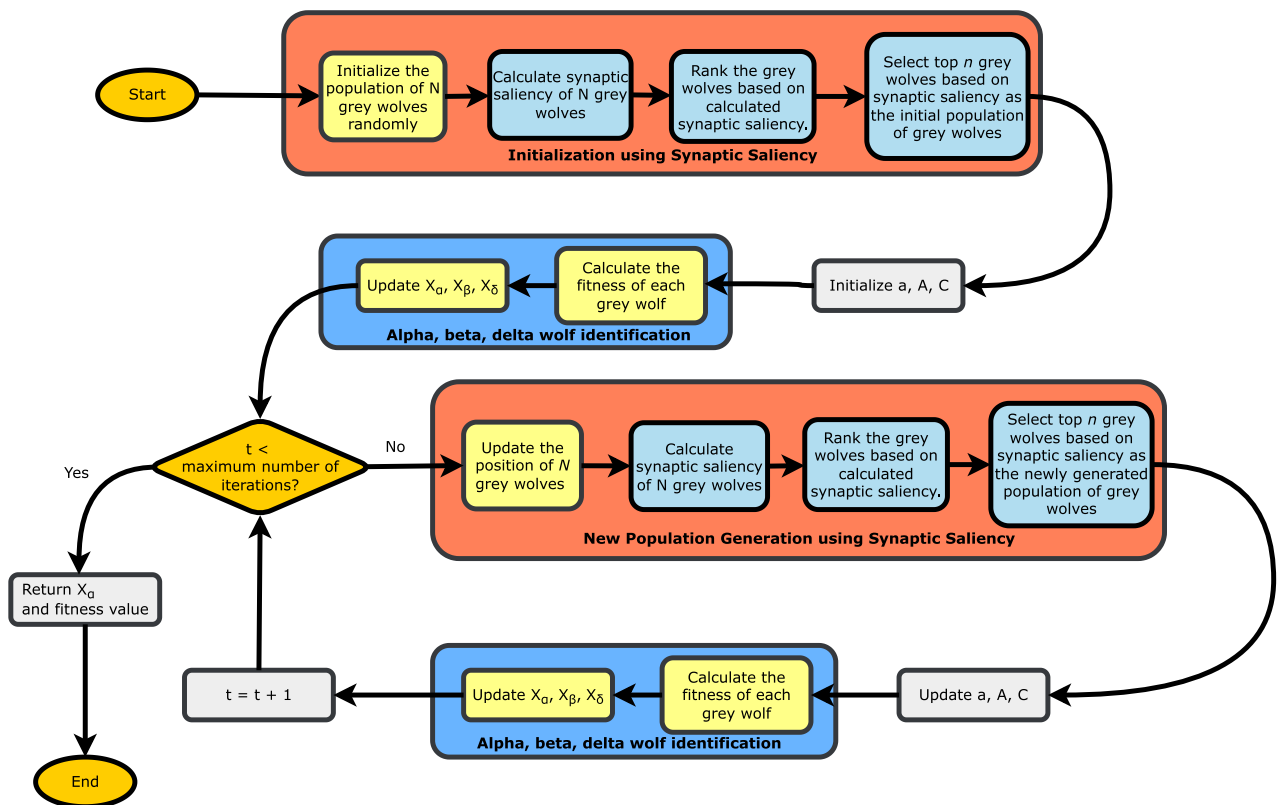 Start
Initialize the
population of N
grey wolves
randomly
Calculate synaptic
saliency of N grey
wolves
Rank the grey
wolves based on
calculated
synaptic saliency.
Select top n grey
wolves based on
synaptic saliency as
the initial population
of grey wolves
Initialization using Synaptic Saliency
Initialize a, A, C
Calculate the
fitness of each
grey wolf
Update Xα, Xβ, Xδ
Alpha, beta, delta wolf identification
t <
maximum number of
iterations?
Yes
No
Update the
position of N
grey wolves
Calculate
synaptic saliency
of N grey wolves
Rank the grey
wolves based on
calculated
synaptic saliency.
Select top n grey
wolves based on
synaptic saliency as
the newly generated
population of grey
wolves
New Population Generation using Synaptic Saliency
Return Xα
and fitness value
Update a, A, C
Calculate the
fitness of each
grey wolf
Update Xα, Xβ, Xδ
Alpha, beta, delta wolf identification
t = t + 1
End